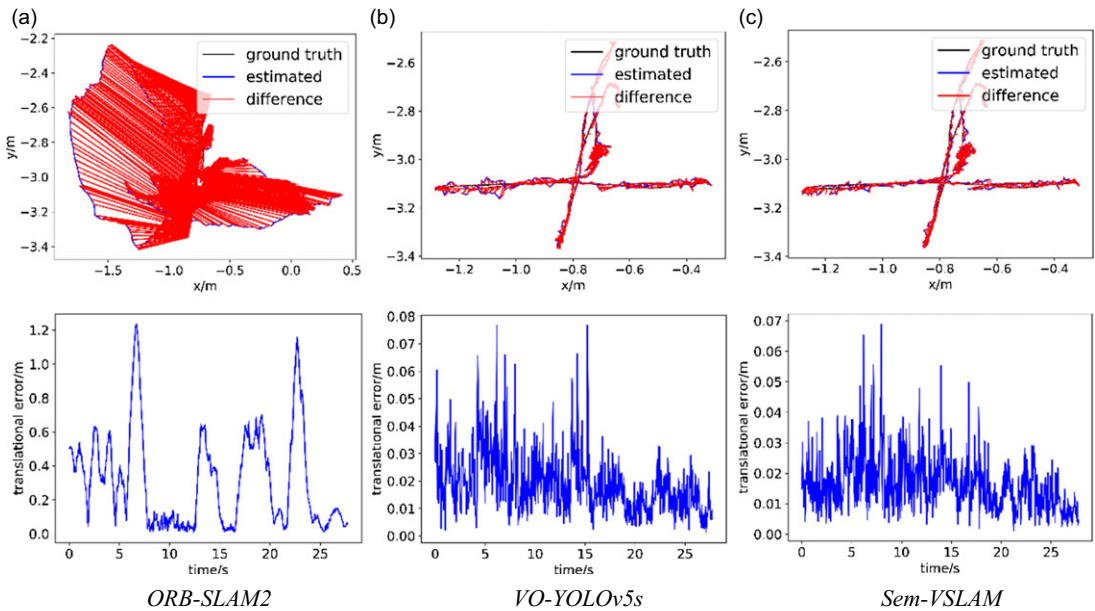 (a)
(b)
(c)
−2.2
−2.4
−2.6
−2.8
−3.0
−3.2
−3.4
y/m
ground truth
estimated
difference
−1.5
−1.0
−0.5
0.0
0.5
x/m
−2.6
−2.8
−3.0
−3.2
−3.4
y/m
ground truth
estimated
difference
−1.2
−1.0
−0.8
−0.6
−0.4
x/m
−2.6
−2.8
−3.0
−3.2
−3.4
y/m
ground truth
estimated
difference
−1.2
−1.0
−0.8
−0.6
−0.4
x/m
1.2
1.0
0.8
0.6
0.4
0.2
0.0
translational error/m
0
5
10
15
20
25
time/s
0.08
0.07
0.06
0.05
0.04
0.03
0.02
0.01
0.00
translational error/m
0
5
10
15
20
25
time/s
0.07
0.06
0.05
0.04
0.03
0.02
0.01
0.00
translational error/m
0
5
10
15
20
25
time/s
ORB-SLAM2
VO-YOLOv5s
Sem-VSLAM